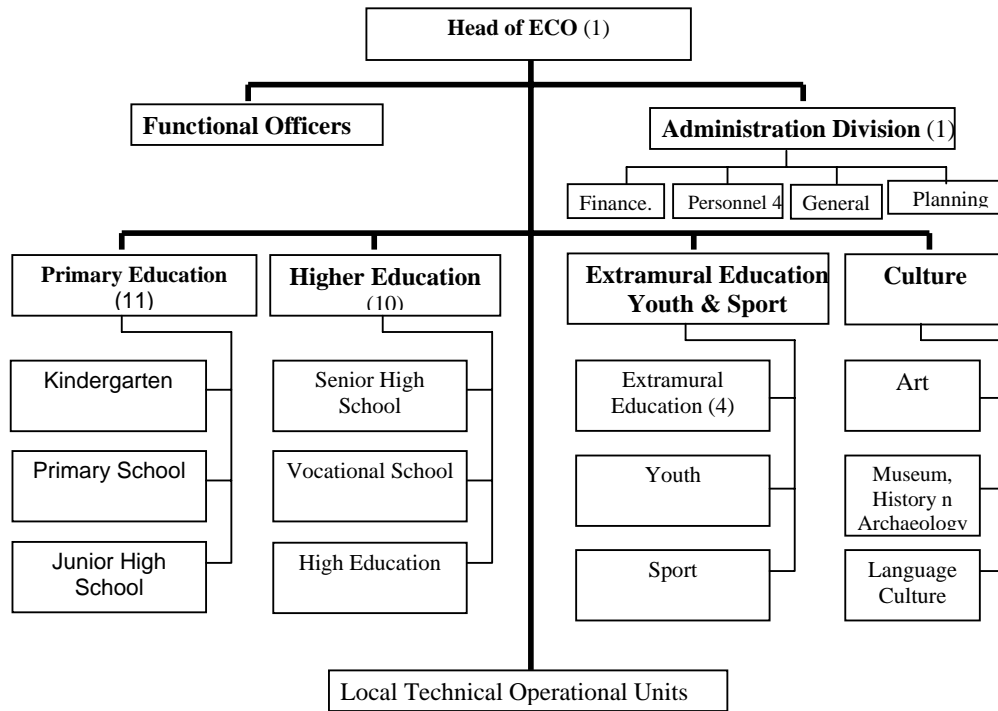 Head of ECO (1)
Functional Officers
Administration Division (1)
Finance.
Personnel 4
General
Planning
Primary Education
(11)
Higher Education
(10)
Extramural Education
Youth & Sport
Culture
Kindergarten
Senior High
School
Extramural
Education (4)
Art
Primary School
Vocational School
Youth
Museum,
History n
Archaeology
Junior High
School
High Education
Sport
Language
Culture
Local Technical Operational Units